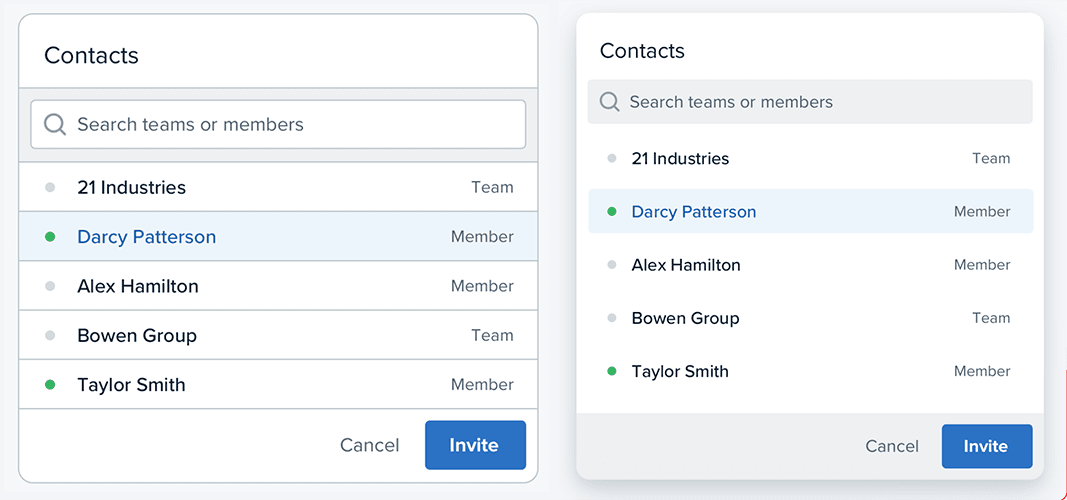 Contacts
Search teams or members
21 Industries Team
Darcy Patterson Member
Alex Hamilton Member
Bowen Group Team
Taylor Smith Member
Cancel Invite
Contacts
Search teams or members
21 Industries Team
Darcy Patterson Member
Alex Hamilton Member
Bowen Group Team
Taylor Smith Member
Cancel Invite